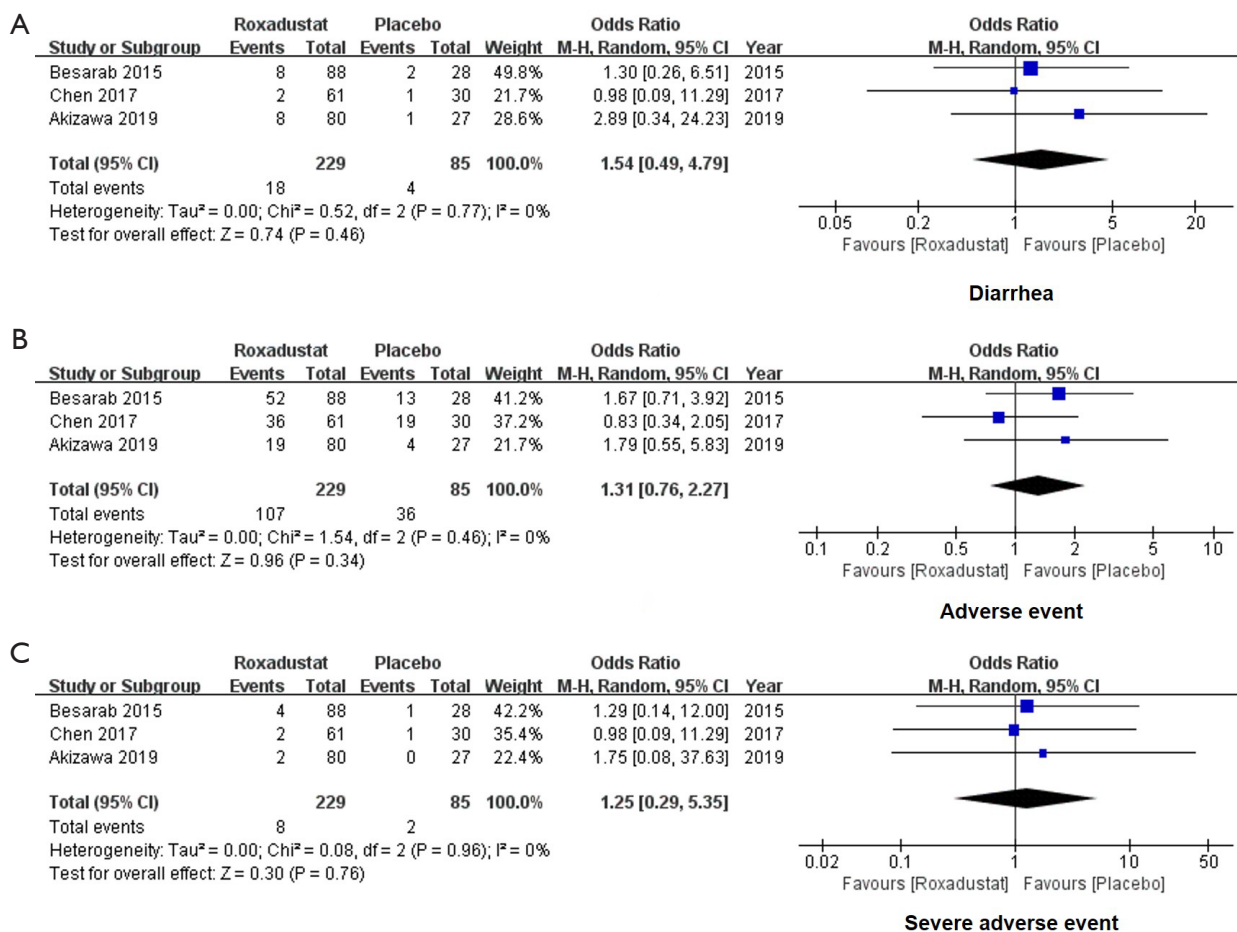 A
Roxadustat Placebo Odds Ratio Odds Ratio
Study or Subgroup Events Total Events Total Weight M-H, Random, 95% CI Year M-H, Random, 95% CI
Besarab 2015 8 88 2 28 49.8% 1.30 [0.26, 6.51] 2015
Chen 2017 2 61 1 30 21.7% 0.98 [0.09, 11.29] 2017
Akizawa 2019 8 80 1 27 28.6% 2.89 [0.34, 24.23] 2019
Total (95% CI) 229 85 100.0% 1.54 [0.49, 4.79]
Total events 18 4
Heterogeneity: Tau² = 0.00; Chi² = 0.52, df = 2 (P = 0.77); I² = 0%
Test for overall effect: Z = 0.74 (P = 0.46)
0.05 0.2 1 5 20
Favours [Roxadustat] Favours [Placebo]
Diarrhea
B
Roxadustat Placebo Odds Ratio Odds Ratio
Study or Subgroup Events Total Events Total Weight M-H, Random, 95% CI Year M-H, Random, 95% CI
Besarab 2015 52 88 13 28 41.2% 1.67 [0.71, 3.92] 2015
Chen 2017 36 61 19 30 37.2% 0.83 [0.34, 2.05] 2017
Akizawa 2019 19 80 4 27 21.7% 1.79 [0.55, 5.83] 2019
Total (95% CI) 229 85 100.0% 1.31 [0.76, 2.27]
Total events 107 36
Heterogeneity: Tau² = 0.00; Chi² = 1.54, df = 2 (P = 0.46); I² = 0%
Test for overall effect: Z = 0.96 (P = 0.34)
0.1 0.2 0.5 1 2 5 10
Favours [Roxadustat] Favours [Placebo]
Adverse event
C
Roxadustat Placebo Odds Ratio Odds Ratio
Study or Subgroup Events Total Events Total Weight M-H, Random, 95% CI Year M-H, Random, 95% CI
Besarab 2015 4 88 1 28 42.2% 1.29 [0.14, 12.00] 2015
Chen 2017 2 61 1 30 35.4% 0.98 [0.09, 11.29] 2017
Akizawa 2019 2 80 0 27 22.4% 1.75 [0.08, 37.63] 2019
Total (95% CI) 229 85 100.0% 1.25 [0.29, 5.35]
Total events 8 2
Heterogeneity: Tau² = 0.00; Chi² = 0.08, df = 2 (P = 0.96); I² = 0%
Test for overall effect: Z = 0.30 (P = 0.76)
0.02 0.1 1 10 50
Favours [Roxadustat] Favours [Placebo]
Severe adverse event